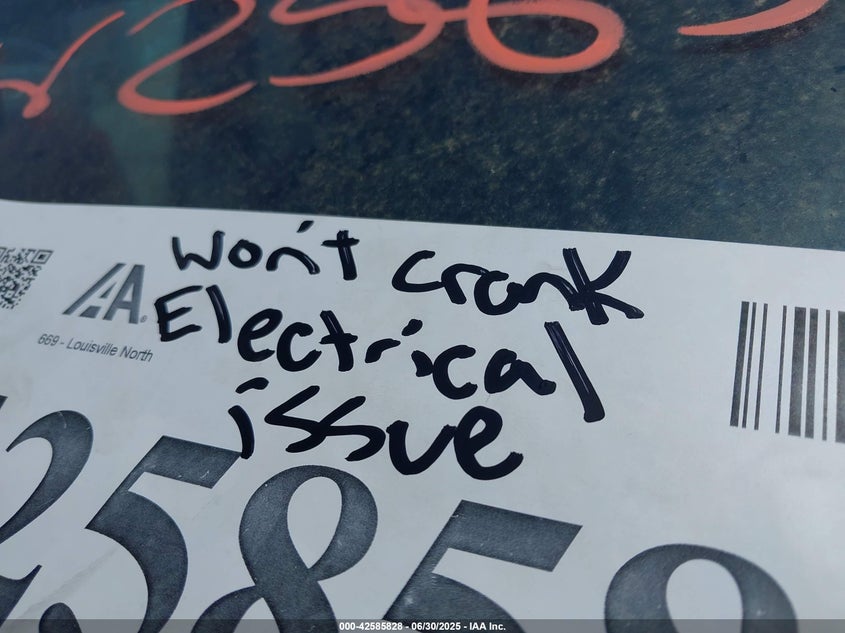 won't crank
IAA
Electrical
669 - Louisville North
issue
000-42585828 - 06/30/2025 - IAA Inc.